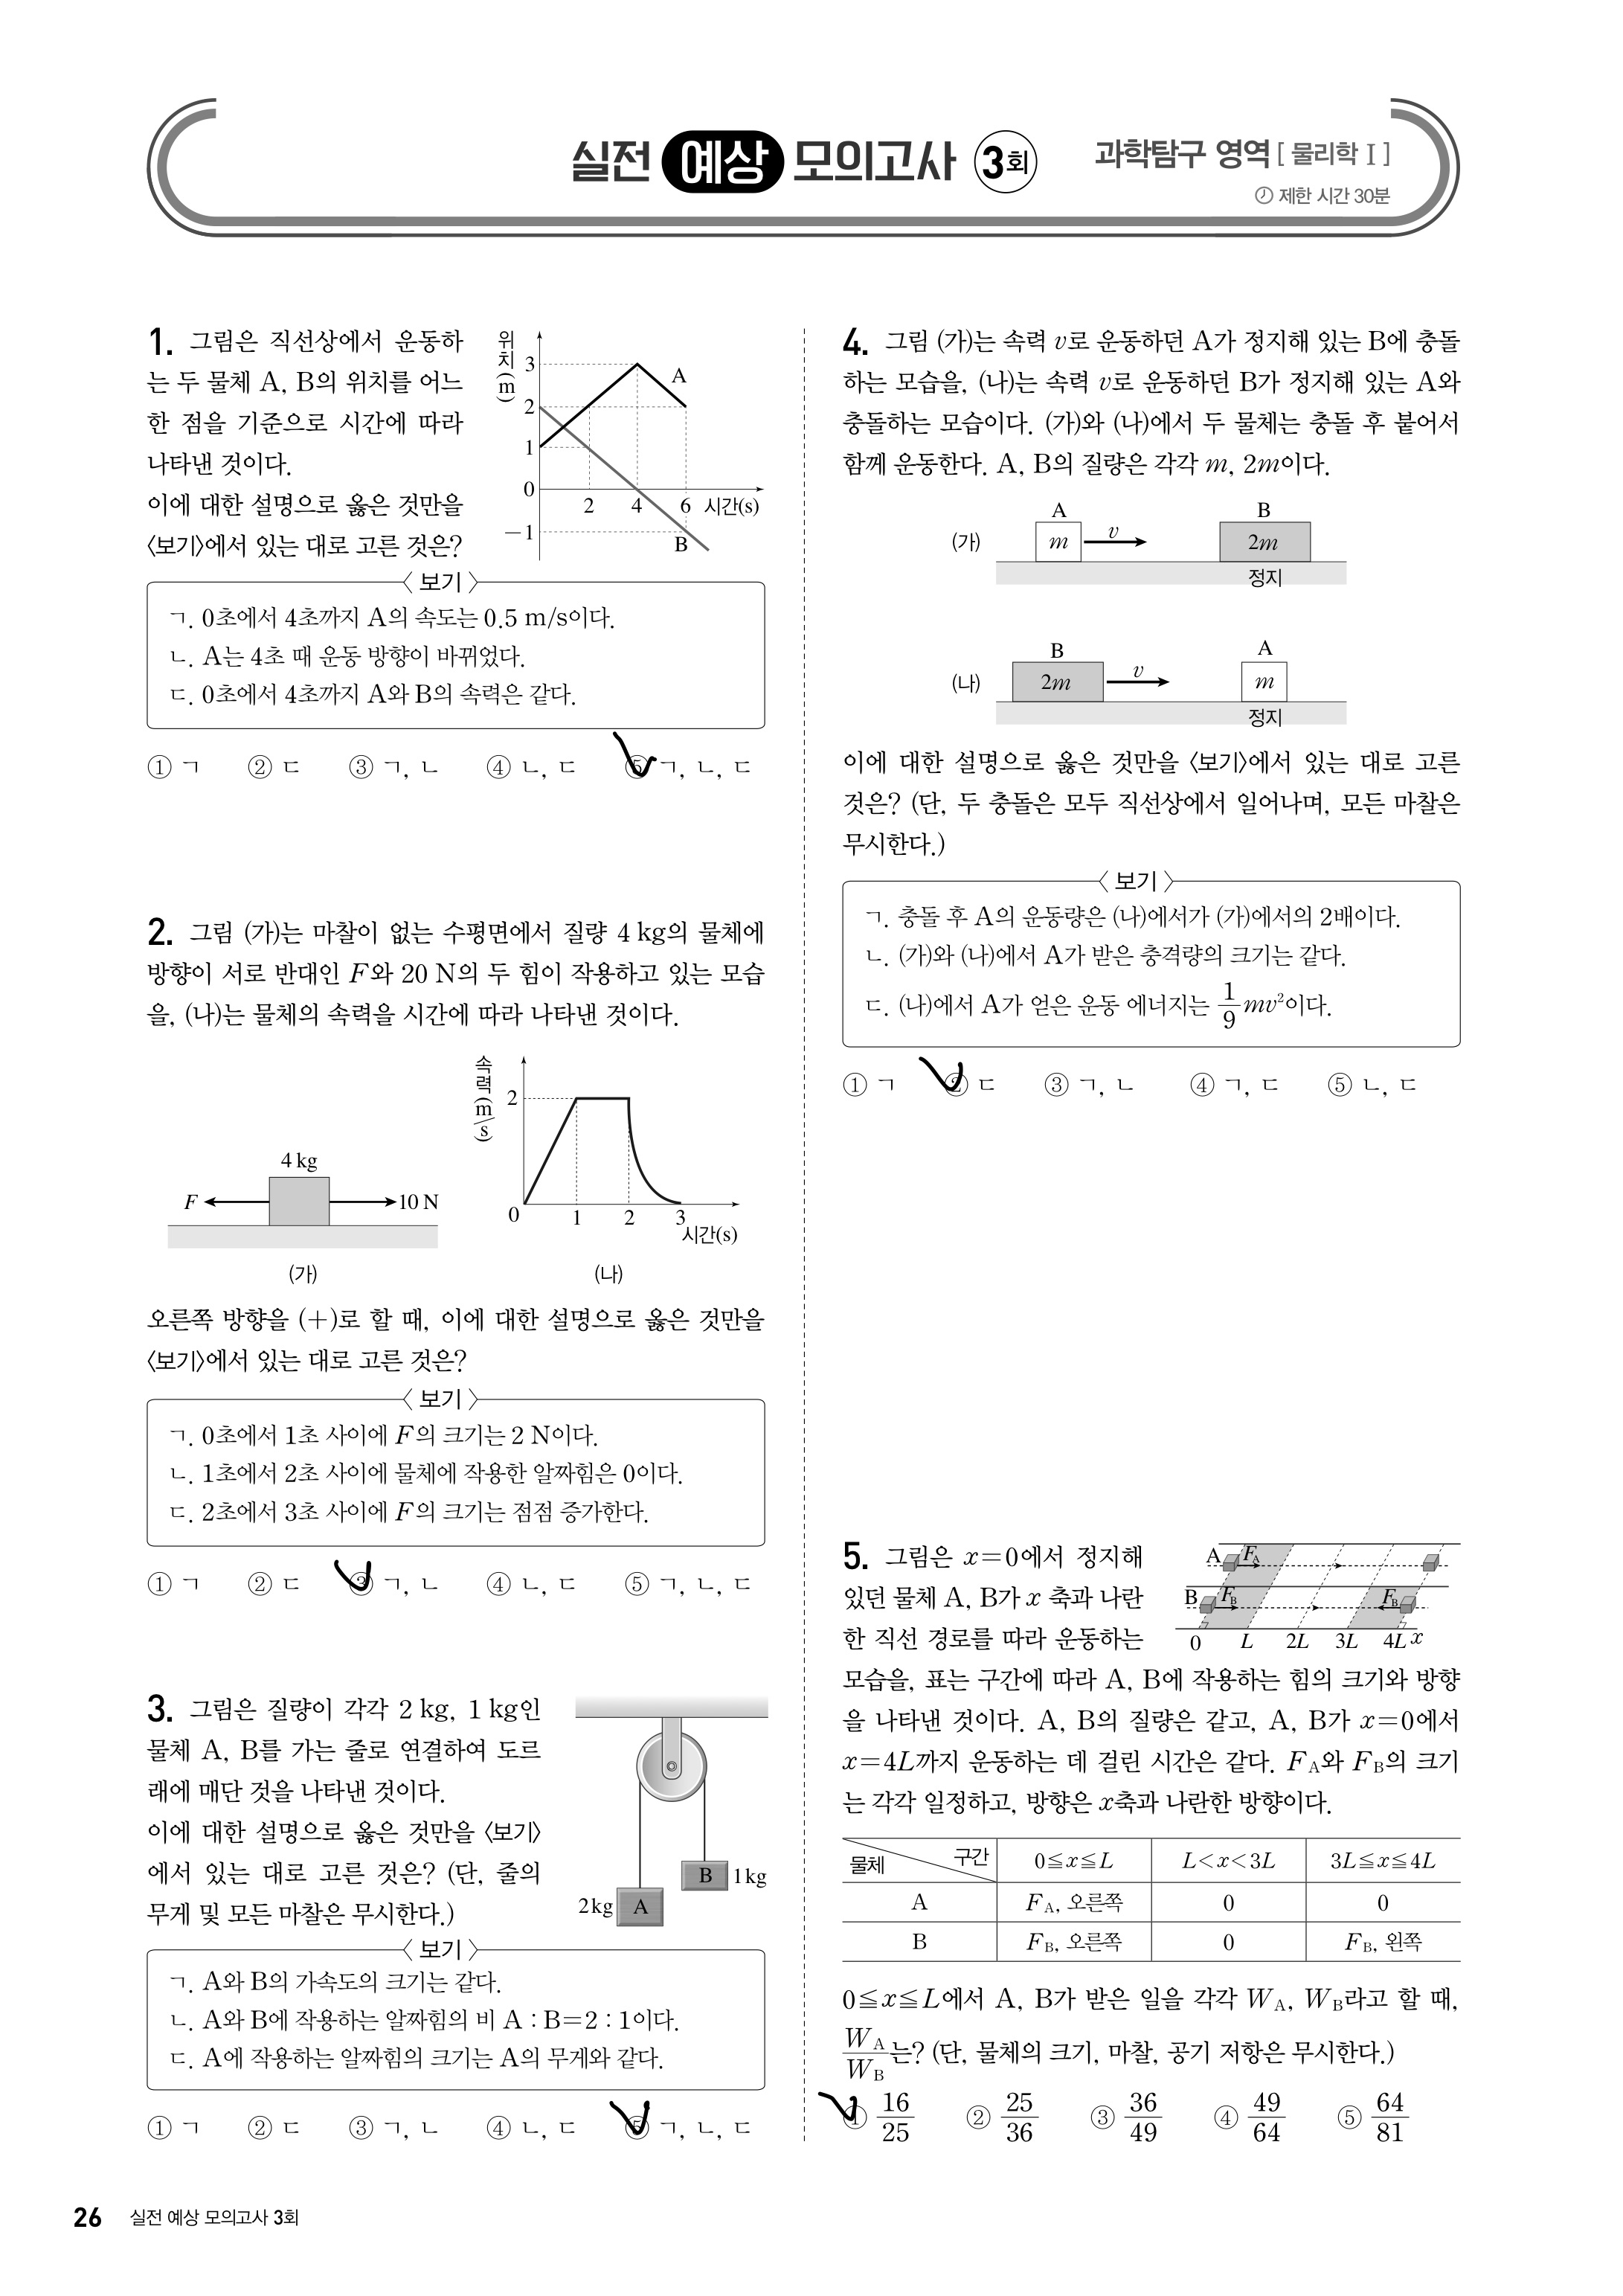 실전 예상 모의고사 3회
과학탐구 영역 [ 물리학 Ⅰ ]
제한 시간 30분
1. 그림은 직선상에서 운동하
는 두 물체 A, B의 위치를 어느
한 점을 기준으로 시간에 따라
나타낸 것이다.
이에 대한 설명으로 옳은 것만을
〈보기〉에서 있는 대로 고른 것은?
위치(m)
3
2
1
0
−1
2 4 6 시간(s)
A
B
〈 보기 〉
ㄱ. 0초에서 4초까지 A의 속도는 0.5 m/s이다.
ㄴ. A는 4초 때 운동 방향이 바뀌었다.
ㄷ. 0초에서 4초까지 A와 B의 속력은 같다.
① ㄱ ② ㄷ ③ ㄱ, ㄴ ④ ㄴ, ㄷ ⑤ ㄱ, ㄴ, ㄷ
2. 그림 (가)는 마찰이 없는 수평면에서 질량 4 kg의 물체에
방향이 서로 반대인 F와 20 N의 두 힘이 작용하고 있는 모습
을, (나)는 물체의 속력을 시간에 따라 나타낸 것이다.
4 kg
F
10 N
(가)
속력(m/s)
2
0 1 2 3
시간(s)
(나)
오른쪽 방향을 (+)로 할 때, 이에 대한 설명으로 옳은 것만을
〈보기〉에서 있는 대로 고른 것은?
〈 보기 〉
ㄱ. 0초에서 1초 사이에 F의 크기는 2 N이다.
ㄴ. 1초에서 2초 사이에 물체에 작용한 알짜힘은 0이다.
ㄷ. 2초에서 3초 사이에 F의 크기는 점점 증가한다.
① ㄱ ② ㄷ ③ ㄱ, ㄴ ④ ㄴ, ㄷ ⑤ ㄱ, ㄴ, ㄷ
3. 그림은 질량이 각각 2 kg, 1 kg인
물체 A, B를 가는 줄로 연결하여 도르
래에 매단 것을 나타낸 것이다.
이에 대한 설명으로 옳은 것만을 〈보기〉
에서 있는 대로 고른 것은? (단, 줄의
무게 및 모든 마찰은 무시한다.)
B 1 kg
2 kg A
〈 보기 〉
ㄱ. A와 B의 가속도의 크기는 같다.
ㄴ. A와 B에 작용하는 알짜힘의 비 A : B=2 : 1이다.
ㄷ. A에 작용하는 알짜힘의 크기는 A의 무게와 같다.
① ㄱ ② ㄷ ③ ㄱ, ㄴ ④ ㄴ, ㄷ ⑤ ㄱ, ㄴ, ㄷ
4. 그림 (가)는 속력 v로 운동하던 A가 정지해 있는 B에 충돌
하는 모습을, (나)는 속력 v로 운동하던 B가 정지해 있는 A와
충돌하는 모습이다. (가)와 (나)에서 두 물체는 충돌 후 붙어서
함께 운동한다. A, B의 질량은 각각 m, 2m이다.
A B
(가) m v 2m
정지
B A
(나) 2m v m
정지
이에 대한 설명으로 옳은 것만을 〈보기〉에서 있는 대로 고른
것은? (단, 두 충돌은 모두 직선상에서 일어나며, 모든 마찰은
무시한다.)
〈 보기 〉
ㄱ. 충돌 후 A의 운동량은 (나)에서가 (가)에서의 2배이다.
ㄴ. (가)와 (나)에서 A가 받은 충격량의 크기는 같다.
ㄷ. (나)에서 A가 얻은 운동 에너지는 1/9 mv²이다.
① ㄱ ② ㄷ ③ ㄱ, ㄴ ④ ㄱ, ㄷ ⑤ ㄴ, ㄷ
5. 그림은 x=0에서 정지해
있던 물체 A, B가 x 축과 나란
한 직선 경로를 따라 운동하는
모습을, 표는 구간에 따라 A, B에 작용하는 힘의 크기와 방향
을 나타낸 것이다. A, B의 질량은 같고, A, B가 x=0에서
x=4L까지 운동하는 데 걸린 시간은 같다. F_A와 F_B의 크기
는 각각 일정하고, 방향은 x축과 나란한 방향이다.
A F_A
B F_B F_B
0 L 2L 3L 4L x
물체 구간 0≦x≦L L<x<3L 3L≦x≦4L
A F_A, 오른쪽 0 0
B F_B, 오른쪽 0 F_B, 왼쪽
0≦x≦L에서 A, B가 받은 일을 각각 W_A, W_B라고 할 때,
W_A/W_B는? (단, 물체의 크기, 마찰, 공기 저항은 무시한다.)
① 16/25 ② 25/36 ③ 36/49 ④ 49/64 ⑤ 64/81
26 실전 예상 모의고사 3회